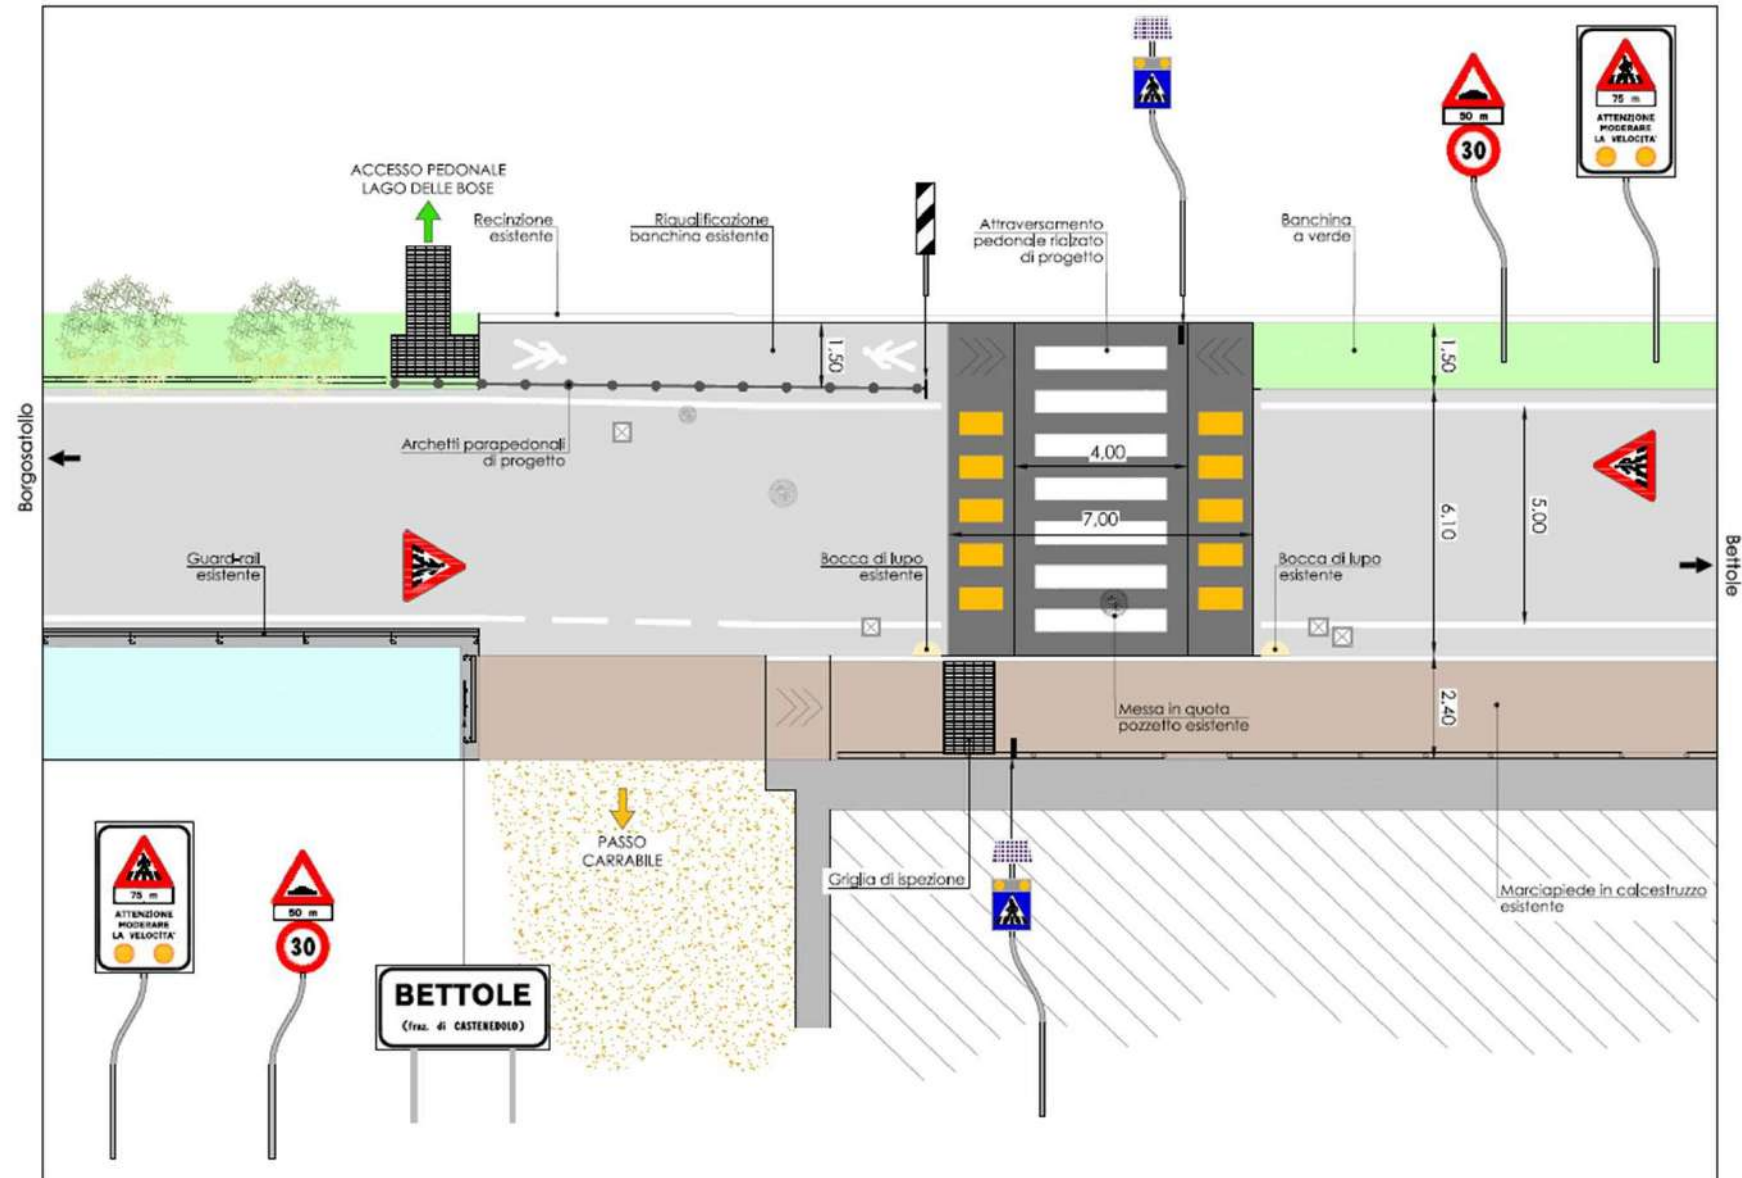 75 m
ATTENZIONE
MODERARE
LA VELOCITA'
50 m
30
ACCESSO PEDONALE
LAGO DELLE BOSE
Recinzione
esistente
Riqualificazione
banchina esistente
Attraversamento
pedonale rialzato
di progetto
Banchina
a verde
1,50
1,50
Borgosatolo
Archetti parapedonali
di progetto
4,00
7,00
6,10
5,00
Guard-rail
esistente
Bocca di lupo
esistente
Bocca di lupo
esistente
Bettole
Messa in quota
pozzetto esistente
2,40
PASSO
CARRABILE
Griglia di ispezione
Marciapiede in calcestruzzo
esistente
75 m
ATTENZIONE
MODERARE
LA VELOCITA'
50 m
30
BETTOLE
(fraz. di CASTENEDOLO)